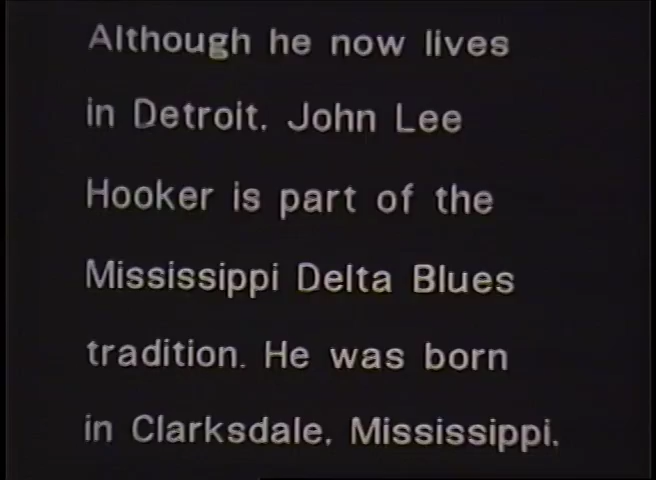 Although he now lives
in Detroit, John Lee
Hooker is part of the
Mississippi Delta Blues
tradition. He was born
in Clarksdale, Mississippi.